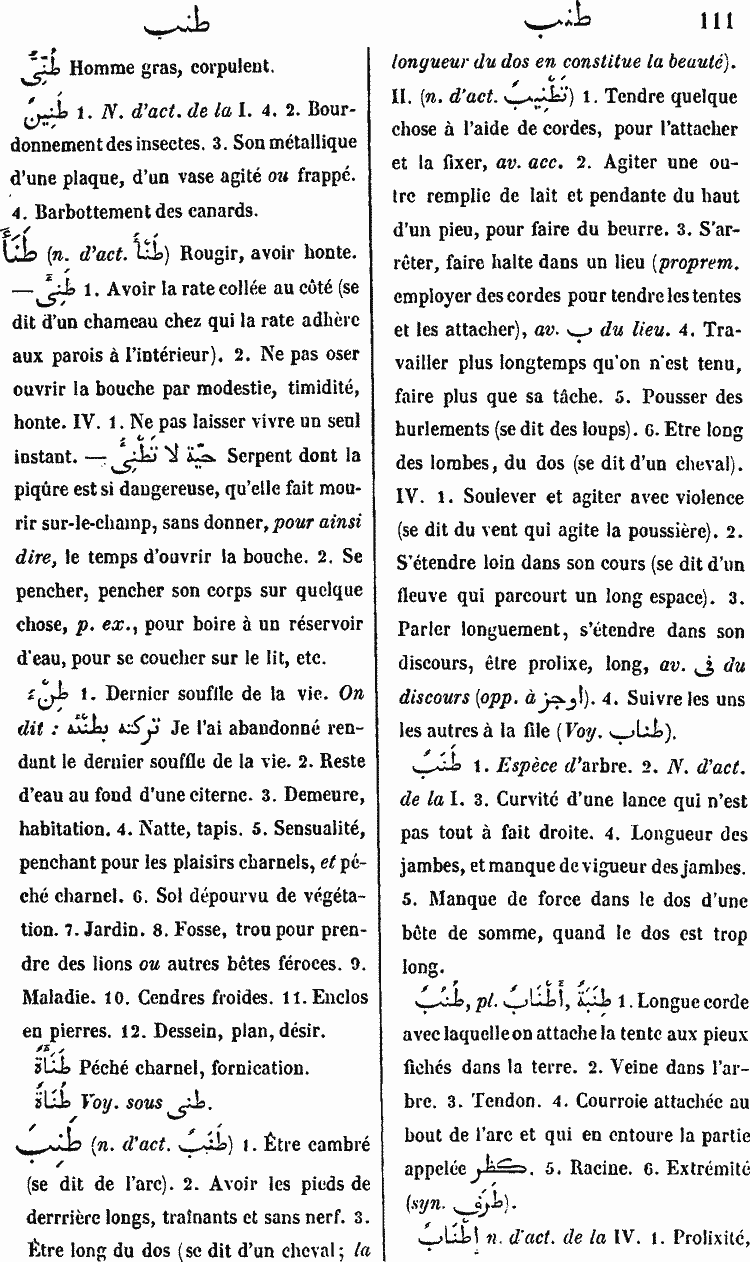 طنب
طنب 111
طُنِّىٌّ Homme gras, corpulent.
طَنِينٌ 1. N. d'act. de la I. 4. 2. Bour-
donnement des insectes. 3. Son métallique
d'une plaque, d'un vase agité ou frappé.
4. Barbottement des canards.
طَنَأَ (n. d'act. طَنْأً) Rougir, avoir honte.
— طَنِىَٔ 1. Avoir la rate collée au côté (se
dit d'un chameau chez qui la rate adhère
aux parois à l'intérieur). 2. Ne pas oser
ouvrir la bouche par modestie, timidité,
honte. IV. 1. Ne pas laisser vivre un seul
instant. — حَيَّة لا تُطْنِىُٔ Serpent dont la
piqûre est si dangereuse, qu'elle fait mou-
rir sur-le-champ, sans donner, pour ainsi
dire, le temps d'ouvrir la bouche. 2. Se
pencher, pencher son corps sur quelque
chose, p. ex., pour boire à un réservoir
d'eau, pour se coucher sur le lit, etc.
طِنْءٌ 1. Dernier souffle de la vie. On
dit : تركته بطنئه Je l'ai abandonné ren-
dant le dernier souffle de la vie. 2. Reste
d'eau au fond d'une citerne. 3. Demeure,
habitation. 4. Natte, tapis. 5. Sensualité,
penchant pour les plaisirs charnels, et pé-
ché charnel. 6. Sol dépourvu de végéta-
tion. 7. Jardin. 8. Fosse, trou pour pren-
dre des lions ou autres bêtes féroces. 9.
Maladie. 10. Cendres froides. 11. Enclos
en pierres. 12. Dessein, plan, désir.
طَنَأَةٌ Péché charnel, fornication.
طُنَاةٌ Voy. sous طنى.
طَنِبَ (n. d'act. طَنَبٌ) 1. Être cambré
(se dit de l'arc). 2. Avoir les pieds de
derrrière longs, traînants et sans nerf. 3.
Être long du dos (se dit d'un cheval; la
longueur du dos en constitue la beauté).
II. (n. d'act. تَطْنِيبٌ) 1. Tendre quelque
chose à l'aide de cordes, pour l'attacher
et la fixer, av. acc. 2. Agiter une ou-
tre remplie de lait et pendante du haut
d'un pieu, pour faire du beurre. 3. S'ar-
rêter, faire halte dans un lieu (proprem.
employer des cordes pour tendre les tentes
et les attacher), av. ب du lieu. 4. Tra-
vailler plus longtemps qu'on n'est tenu,
faire plus que sa tâche. 5. Pousser des
hurlements (se dit des loups). 6. Etre long
des lombes, du dos (se dit d'un cheval).
IV. 1. Soulever et agiter avec violence
(se dit du vent qui agite la poussière). 2.
S'étendre loin dans son cours (se dit d'un
fleuve qui parcourt un long espace). 3.
Parler longuement, s'étendre dans son
discours, être prolixe, long, av. فى du
discours (opp. à أوجز). 4. Suivre les uns
les autres à la file (Voy. طناب).
طَنَبٌ 1. Espèce d'arbre. 2. N. d'act.
de la I. 3. Curvité d'une lance qui n'est
pas tout à fait droite. 4. Longueur des
jambes, et manque de vigueur des jambes.
5. Manque de force dans le dos d'une
bête de somme, quand le dos est trop
long.
طُنُبٌ, pl. أَطْنَابٌ, طِنَبَةٌ 1. Longue corde
avec laquelle on attache la tente aux pieux
fichés dans la terre. 2. Veine dans l'ar-
bre. 3. Tendon. 4. Courroie attachée au
bout de l'arc et qui en entoure la partie
appelée كظر. 5. Racine. 6. Extrémité
(syn. طَرَف).
إِطْنَابٌ n. d'act. de la IV. 1. Prolixité,